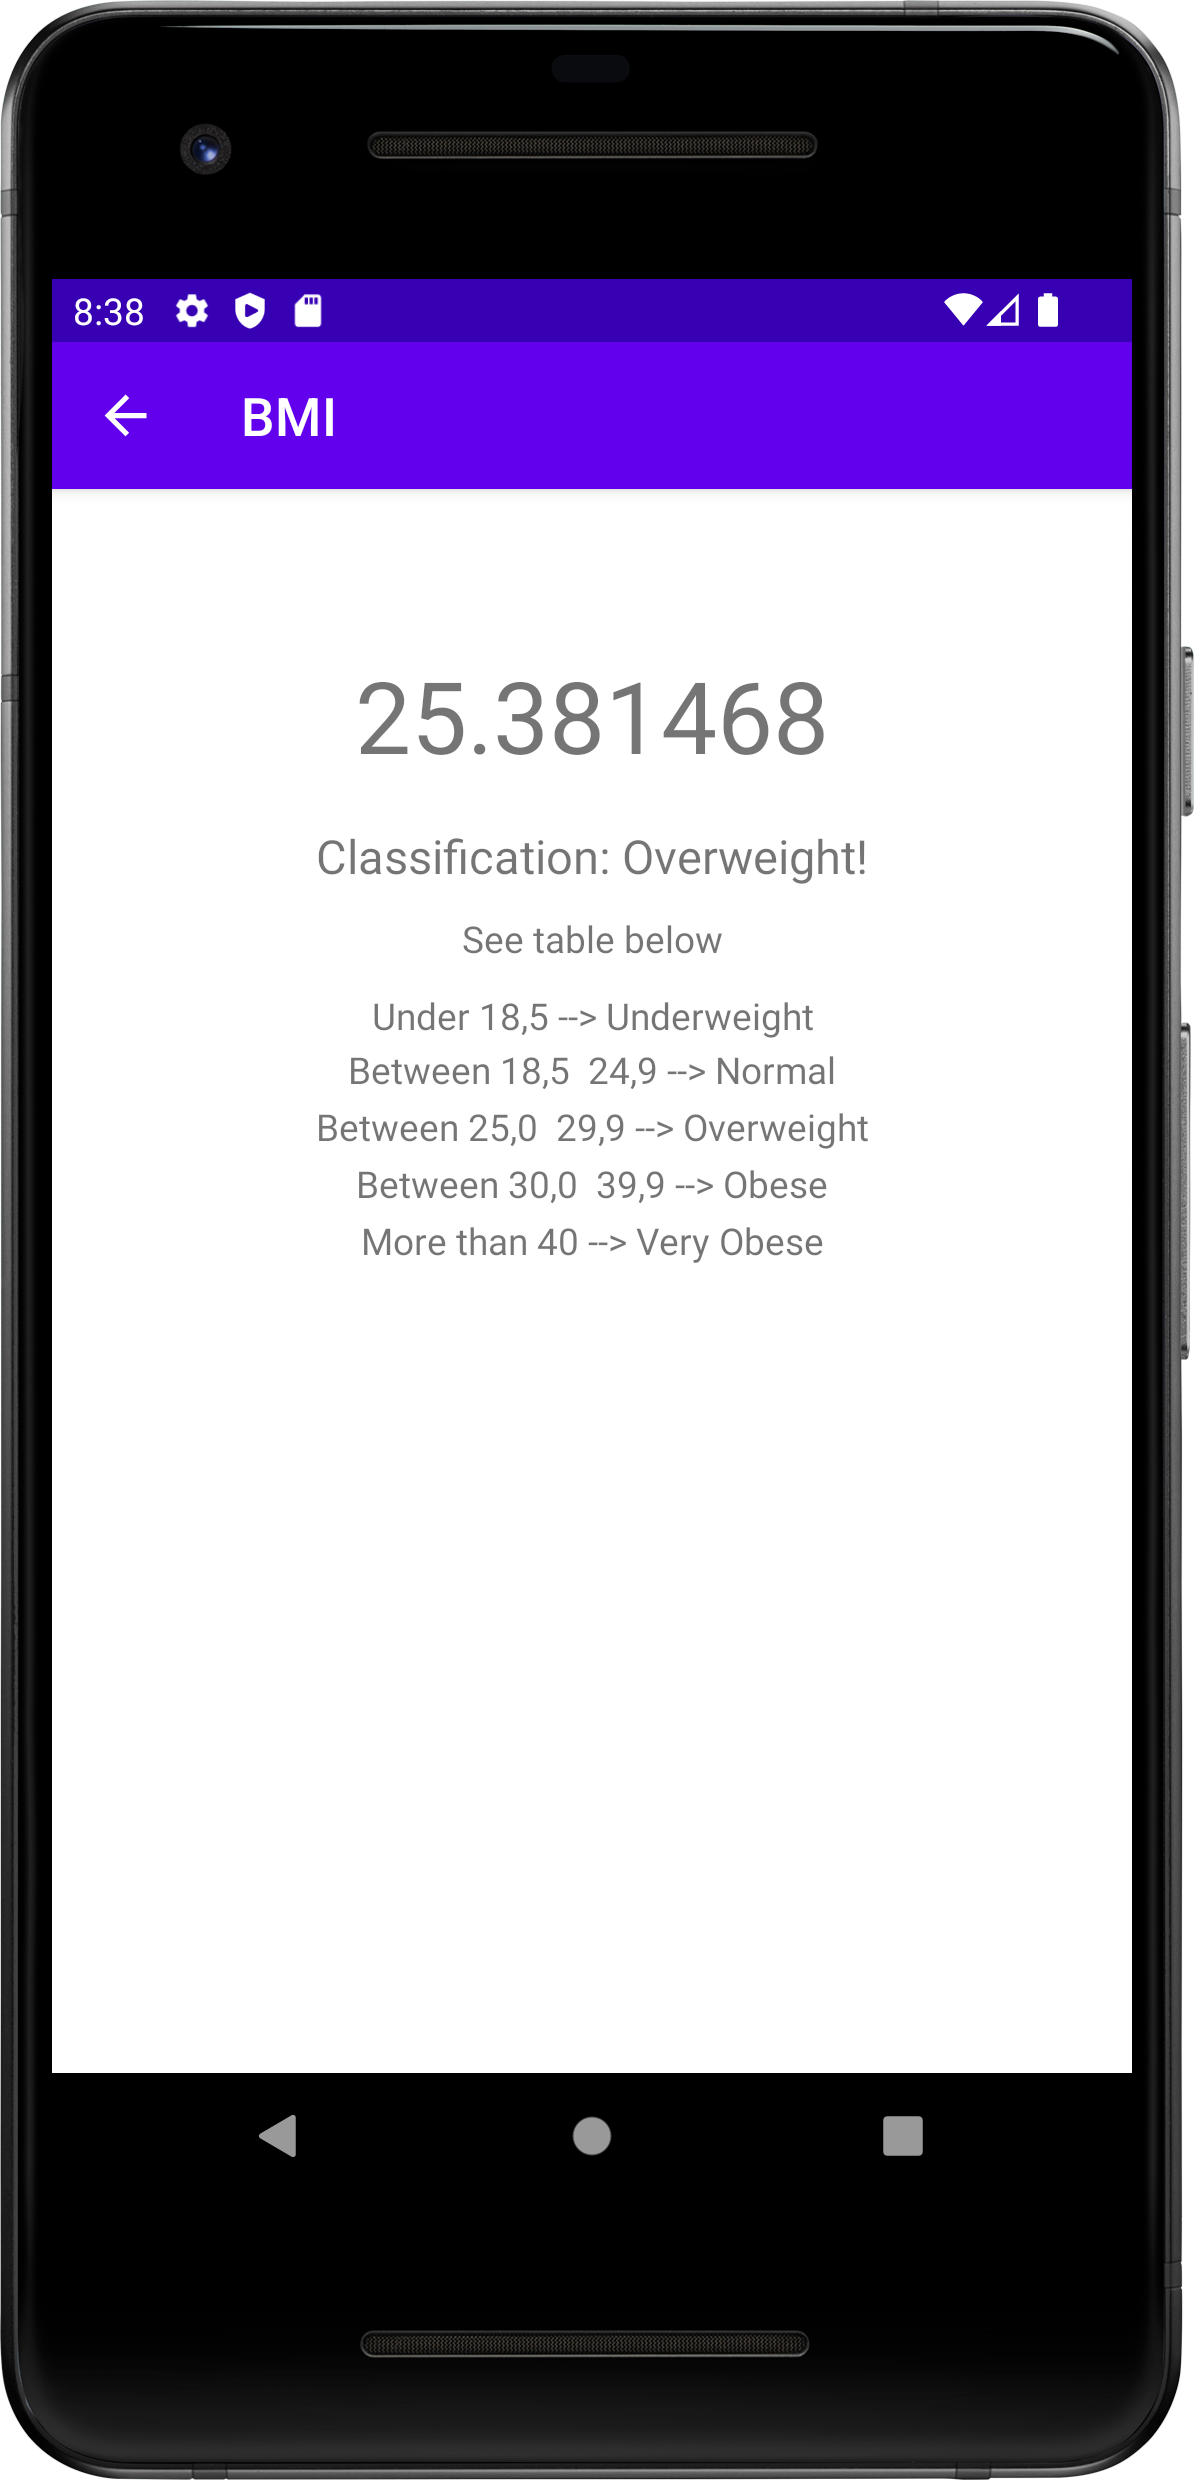 8:38
BMI
25.381468
Classification: Overweight!
See table below
Under 18,5 --> Underweight
Between 18,5  24,9 --> Normal
Between 25,0  29,9 --> Overweight
Between 30,0  39,9 --> Obese
More than 40 --> Very Obese